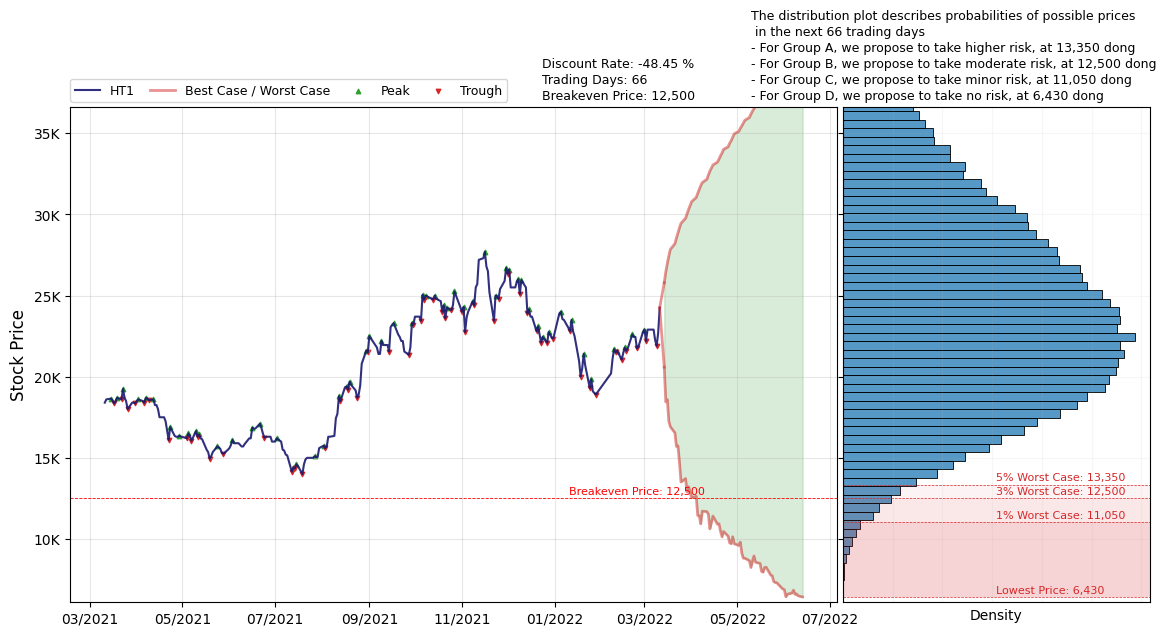 The distribution plot describes probabilities of possible prices
in the next 66 trading days
- For Group A, we propose to take higher risk, at 13,350 dong
- For Group B, we propose to take moderate risk, at 12,500 dong
- For Group C, we propose to take minor risk, at 11,050 dong
- For Group D, we propose to take no risk, at 6,430 dong
Discount Rate: -48.45 %
Trading Days: 66
Breakeven Price: 12,500
HT1
Best Case / Worst Case
Peak
Trough
Stock Price
35K
30K
25K
20K
15K
10K
Breakeven Price: 12,500
03/2021
05/2021
07/2021
09/2021
11/2021
01/2022
03/2022
05/2022
07/2022
5% Worst Case: 13,350
3% Worst Case: 12,500
1% Worst Case: 11,050
Lowest Price: 6,430
Density